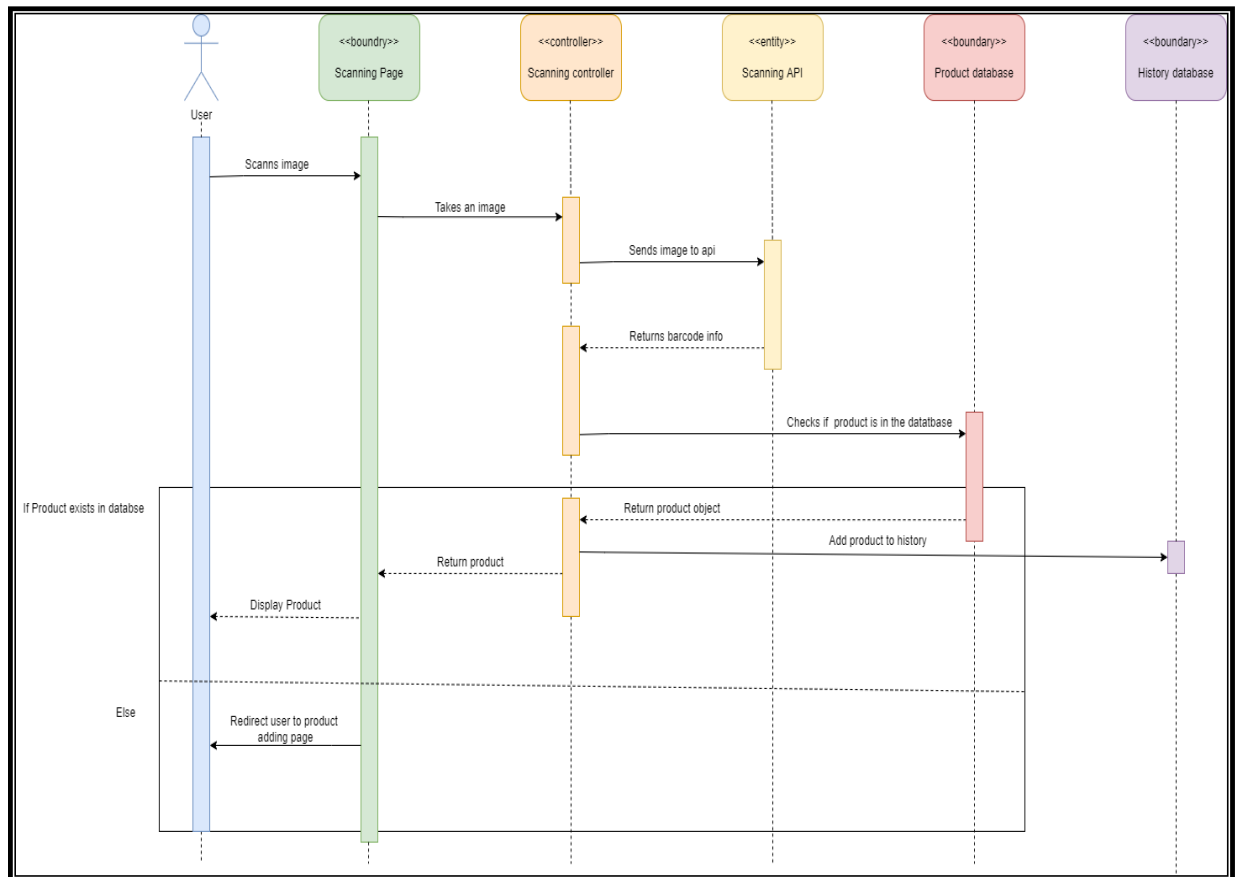 <<boundry>>
Scanning Page
<<controller>>
Scanning controller
<<entity>>
Scanning API
<<boundary>>
Product database
<<boundary>>
History database
User
Scanns image
Takes an image
Sends image to api
Returns barcode info
Checks if product is in the datatbase
If Product exists in databse
Return product object
Add product to history
Return product
Display Product
Else
Redirect user to product
adding page